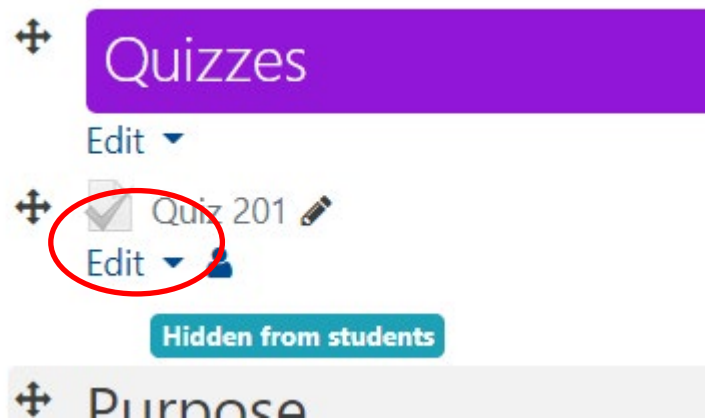 Quizzes
Edit
Quiz 201
Edit
Hidden from students
Purpose